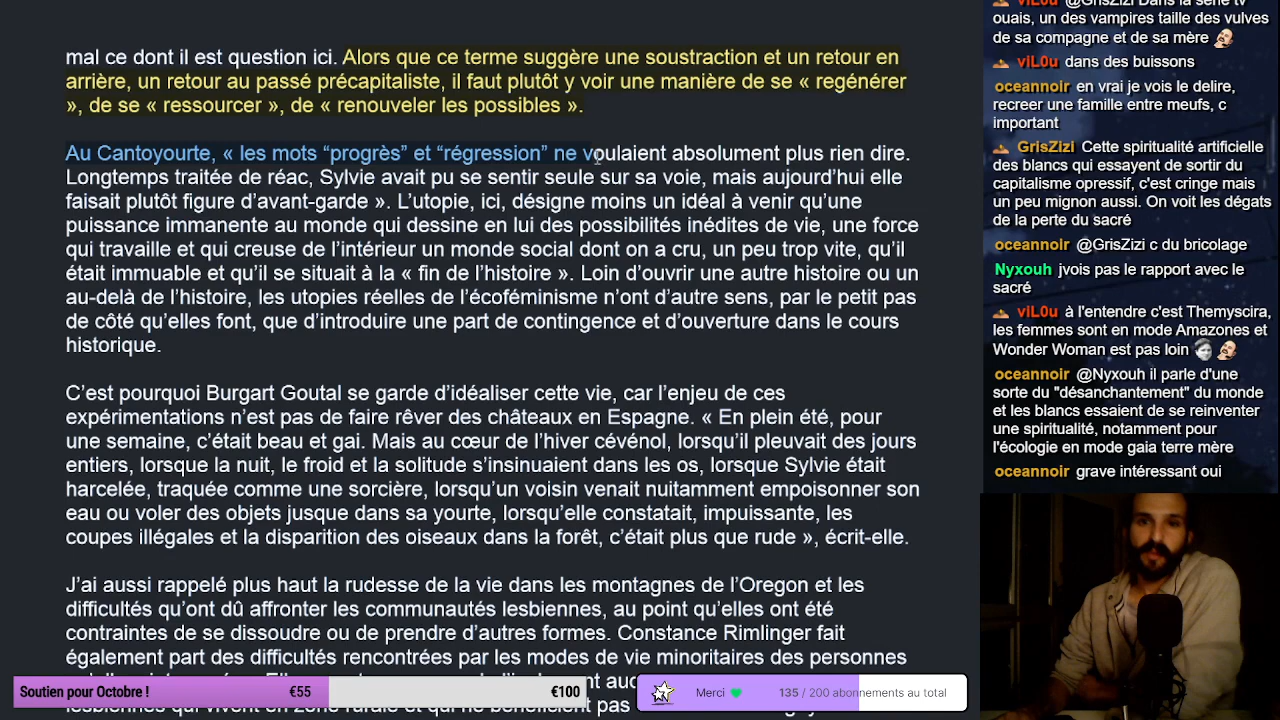 mal ce dont il est question ici. Alors que ce terme suggère une soustraction et un retour en
arrière, un retour au passé précapitaliste, il faut plutôt y voir une manière de se « regénérer
», de se « ressourcer », de « renouveler les possibles ».
Au Cantoyourte, « les mots “progrès” et “régression” ne voulaient absolument plus rien dire.
Longtemps traitée de réac, Sylvie avait pu se sentir seule sur sa voie, mais aujourd’hui elle
faisait plutôt figure d’avant-garde ». L’utopie, ici, désigne moins un idéal à venir qu’une
puissance immanente au monde qui dessine en lui des possibilités inédites de vie, une force
qui travaille et qui creuse de l’intérieur un monde social dont on a cru, un peu trop vite, qu’il
était immuable et qu’il se situait à la « fin de l’histoire ». Loin d’ouvrir une autre histoire ou un
au-delà de l’histoire, les utopies réelles de l’écoféminisme n’ont d’autre sens, par le petit pas
de côté qu’elles font, que d’introduire une part de contingence et d’ouverture dans le cours
historique.
C’est pourquoi Burgart Goutal se garde d’idéaliser cette vie, car l’enjeu de ces
expérimentations n’est pas de faire rêver des châteaux en Espagne. « En plein été, pour
une semaine, c’était beau et gai. Mais au cœur de l’hiver cévénol, lorsqu’il pleuvait des jours
entiers, lorsque la nuit, le froid et la solitude s’insinuaient dans les os, lorsque Sylvie était
harcelée, traquée comme une sorcière, lorsqu’un voisin venait nuitamment empoisonner son
eau ou voler des objets jusque dans sa yourte, lorsqu’elle constatait, impuissante, les
coupes illégales et la disparition des oiseaux dans la forêt, c’était plus que rude », écrit-elle.
J’ai aussi rappelé plus haut la rudesse de la vie dans les montagnes de l’Oregon et les
difficultés qu’ont dû affronter les communautés lesbiennes, au point qu’elles ont été
contraintes de se dissoudre ou de prendre d’autres formes. Constance Rimlinger fait
également part des difficultés rencontrées par les modes de vie minoritaires des personnes
viL0u @GrisZizi Dans la série tv
ouais, un des vampires taille des vulves
de sa compagne et de sa mère
viL0u dans des buissons
oceannoir en vrai je vois le delire,
recreer une famille entre meufs, c
important
GrisZizi Cette spiritualité artificielle
des blancs qui essayent de sortir du
capitalisme opressif, c'est cringe mais
un peu mignon aussi. On voit les dégats
de la perte du sacré
oceannoir @GrisZizi c du bricolage
Nyxouh jvois pas le rapport avec le
sacré
viL0u à l'entendre c'est Themyscira,
les femmes sont en mode Amazones et
Wonder Woman est pas loin
oceannoir @Nyxouh il parle d'une
sorte du "désanchantement" du monde
et les blancs essaient de se reinventer
une spiritualité, notamment pour
l'écologie en mode gaia terre mère
oceannoir grave intéressant oui
Soutien pour Octobre ! €55 €100
Merci 135 / 200 abonnements au total